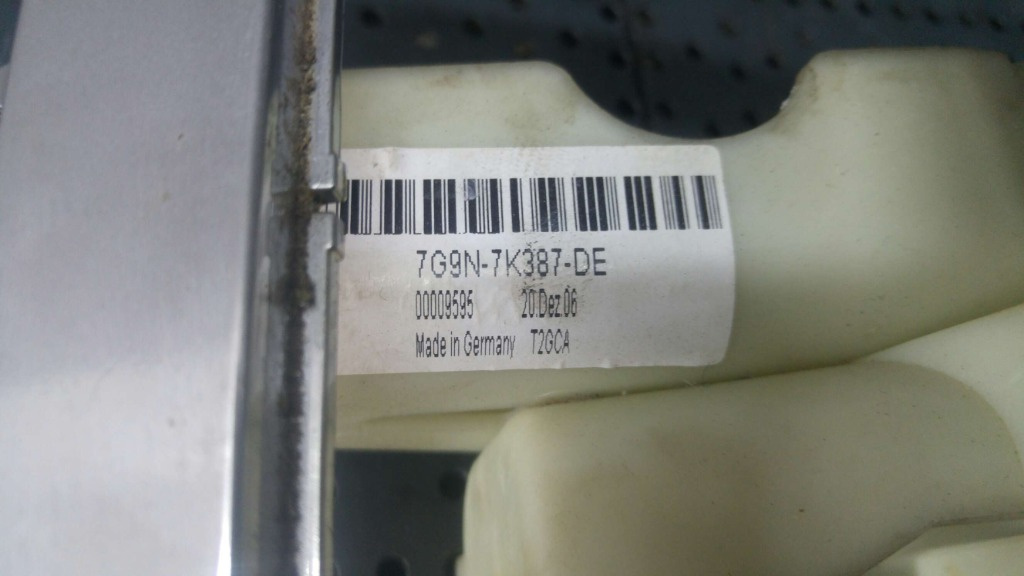 7G9N-7K387-DE
00009595 20.Dez.06
Made in Germany T2GCA